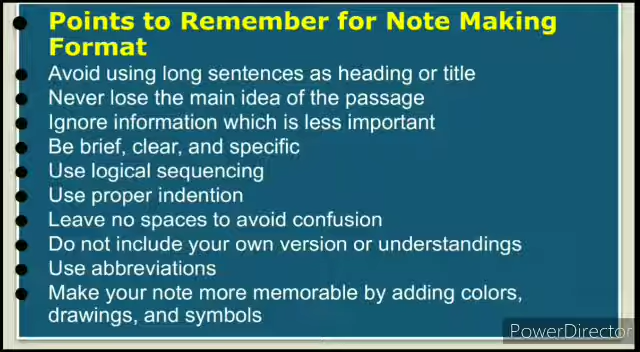 Points to Remember for Note Making
Format
Avoid using long sentences as heading or title
Never lose the main idea of the passage
Ignore information which is less important
Be brief, clear, and specific
Use logical sequencing
Use proper indention
Leave no spaces to avoid confusion
Do not include your own version or understandings
Use abbreviations
Make your note more memorable by adding colors,
drawings, and symbols
PowerDirector